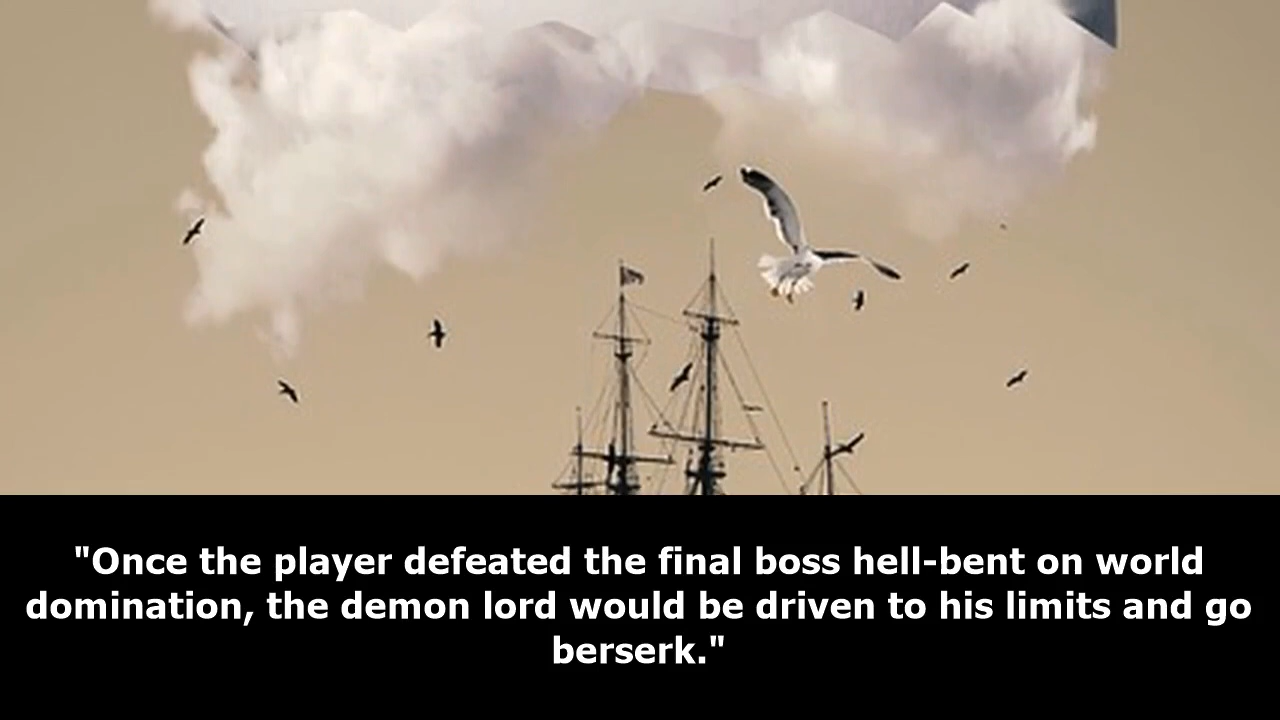 "Once the player defeated the final boss hell-bent on world
domination, the demon lord would be driven to his limits and go
berserk."